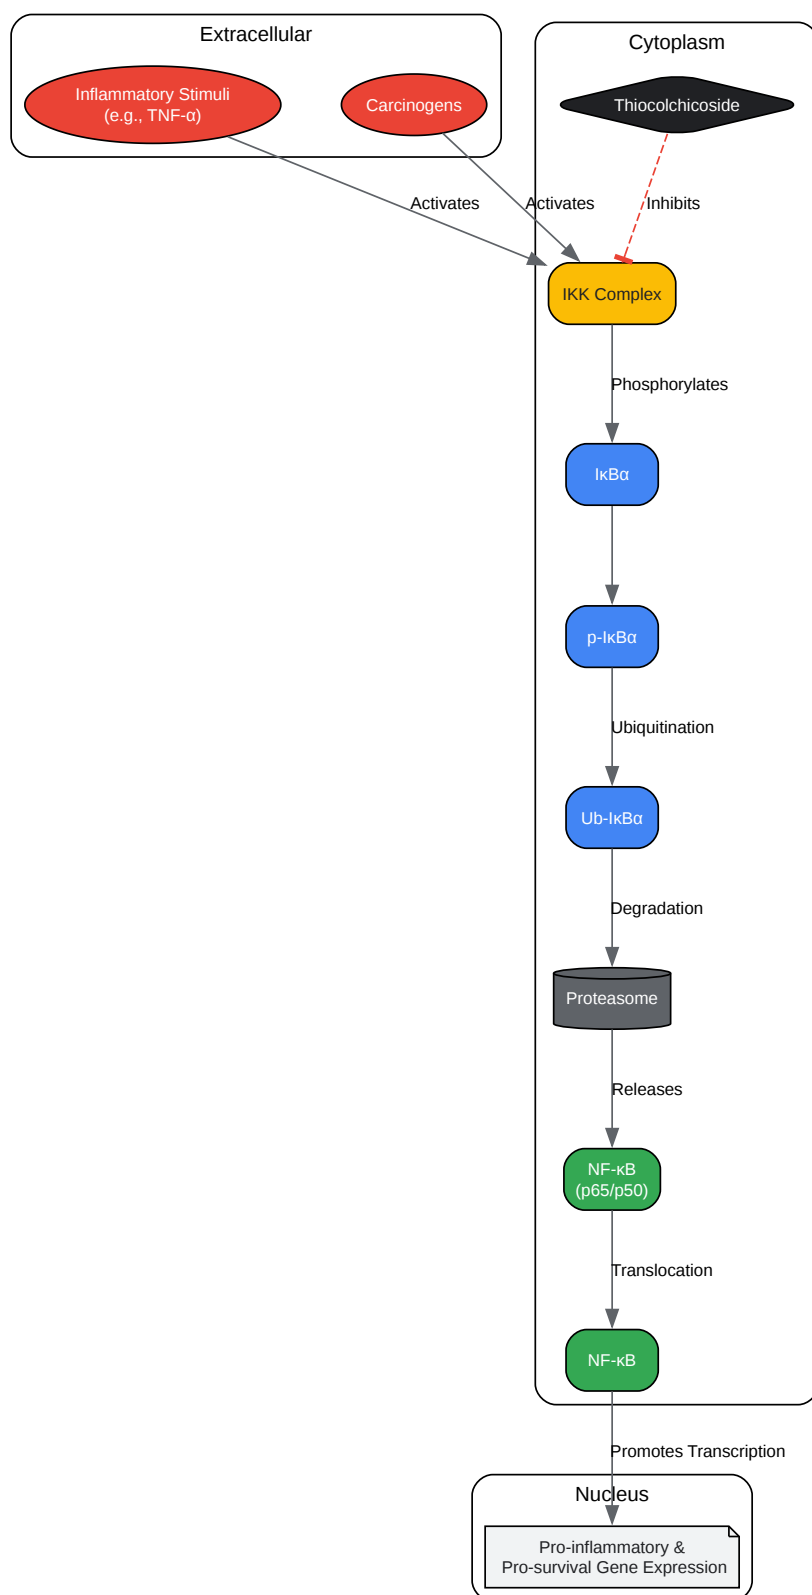 Extracellular
Cytoplasm
Inflammatory Stimuli
(e.g., TNF-α)
Carcinogens
Thiocolchicoside
Activates
Activates
Inhibits
IKK Complex
Phosphorylates
IκBα
p-IκBα
Ubiquitination
Ub-IκBα
Degradation
Proteasome
Releases
NF-κB
(p65/p50)
Translocation
NF-κB
Promotes Transcription
Nucleus
Pro-inflammatory &
Pro-survival Gene Expression